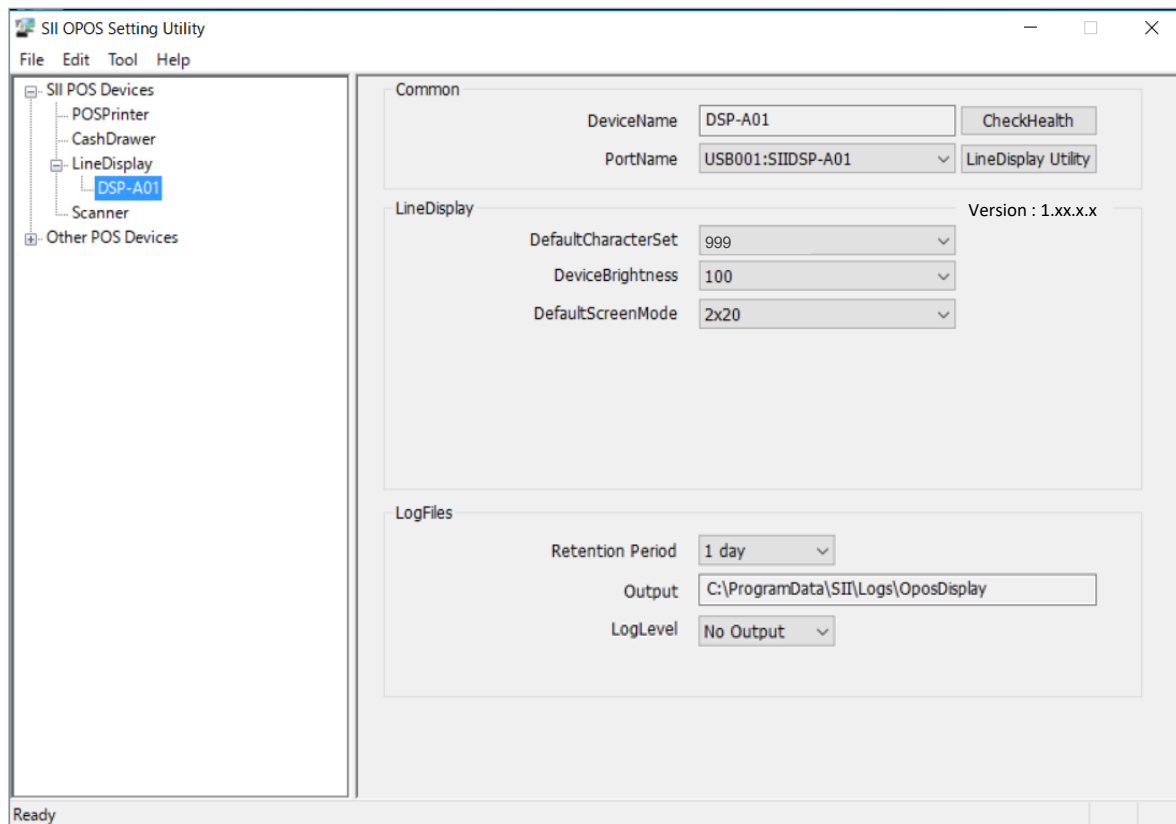 SII OPOS Setting Utility
File Edit Tool Help
SII POS Devices
POSPrinter
CashDrawer
LineDisplay
DSP-A01
Scanner
Other POS Devices
Common
DeviceName DSP-A01 CheckHealth
PortName USB001:SIIDSP-A01 LineDisplay Utility
LineDisplay Version : 1.xx.x.x
DefaultCharacterSet 999
DeviceBrightness 100
DefaultScreenMode 2x20
LogFiles
Retention Period 1 day
Output C:\ProgramData\SII\Logs\OposDisplay
LogLevel No Output
Ready